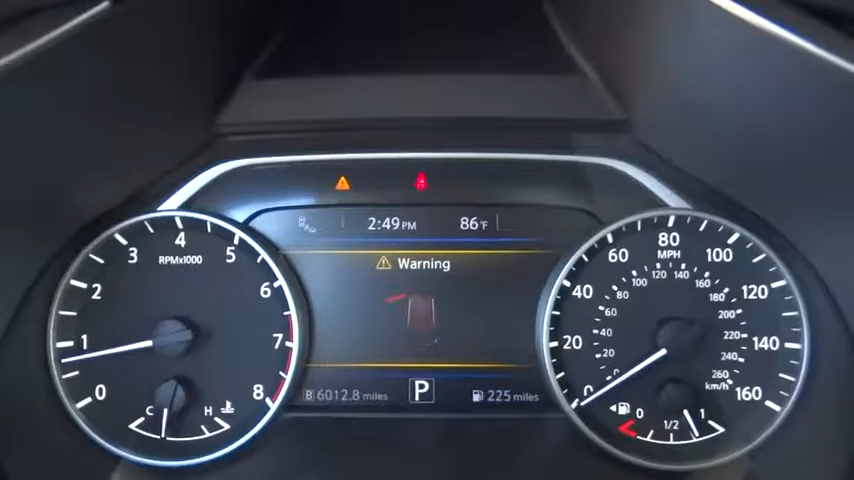 2:49 PM 86°F
Warning
0 1 2 3 4 5 6 7 8
RPMX1000
C H
B 6012.8 miles
P
225 miles
0 20 40 60 80 100 120 140 160
MPH
20 40 60 80 100 120 140 160 180 200 220 240 260
km/h
0 1/2 1